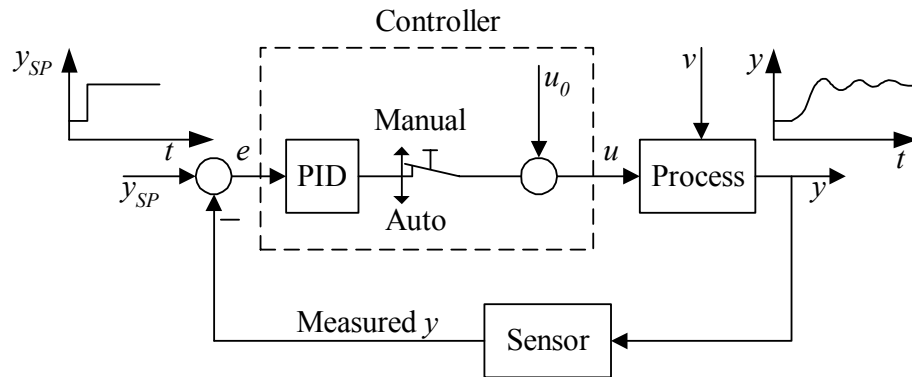 Controller
y_SP
t
u_0
v
y
t
Manual
e
PID
Auto
u
Process
y_SP
y
–
Measured y
Sensor